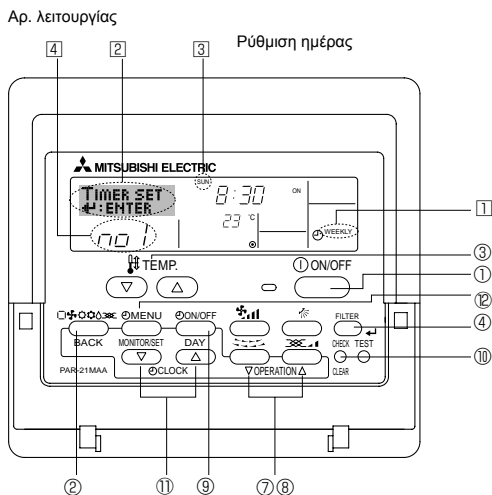 Αρ. λειτουργίας
Ρύθμιση ημέρας
4 2 3
MITSUBISHI ELECTRIC
SUN
TIMER SET
↵:ENTER
8:30
ON
23 °C
WEEKLY
1
no 1
TEMP.
ON/OFF
③
①
⑫
MENU
ON/OFF
FILTER
④
BACK
MONITOR/SET
DAY
CHECK TEST
PAR-21MAA
CLOCK
▽OPERATION△
CLEAR
⑩
② ⑪ ⑨ ⑦⑧